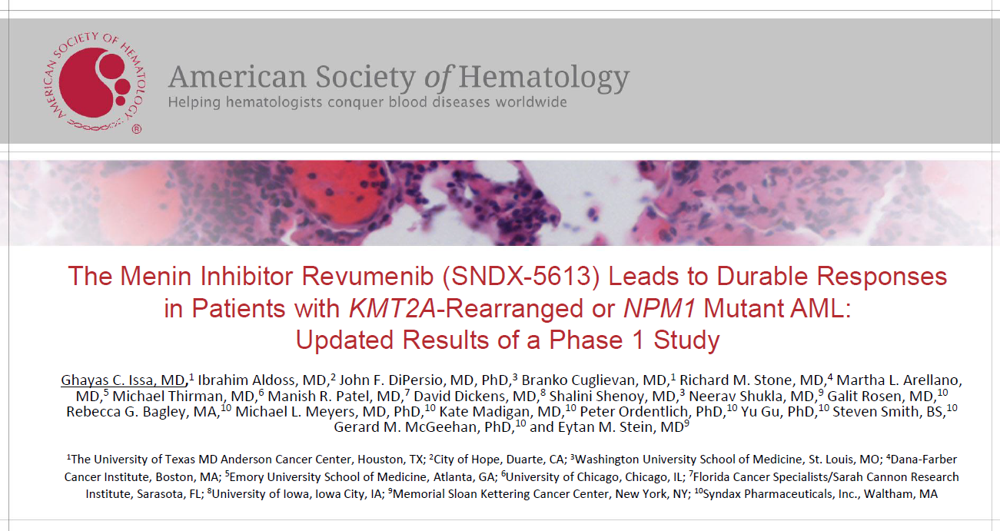 AMERICAN SOCIETY OF HEMATOLOGY
®
American Society of Hematology
Helping hematologists conquer blood diseases worldwide
The Menin Inhibitor Revumenib (SNDX-5613) Leads to Durable Responses
in Patients with KMT2A-Rearranged or NPM1 Mutant AML:
Updated Results of a Phase 1 Study
Ghayas C. Issa, MD,¹ Ibrahim Aldoss, MD,² John F. DiPersio, MD, PhD,³ Branko Cuglievan, MD,¹ Richard M. Stone, MD,⁴ Martha L. Arellano,
MD,⁵ Michael Thirman, MD,⁶ Manish R. Patel, MD,⁷ David Dickens, MD,⁸ Shalini Shenoy, MD,³ Neerav Shukla, MD,⁹ Galit Rosen, MD,¹⁰
Rebecca G. Bagley, MA,¹⁰ Michael L. Meyers, MD, PhD,¹⁰ Kate Madigan, MD,¹⁰ Peter Ordentlich, PhD,¹⁰ Yu Gu, PhD,¹⁰ Steven Smith, BS,¹⁰
Gerard M. McGeehan, PhD,¹⁰ and Eytan M. Stein, MD⁹
¹The University of Texas MD Anderson Cancer Center, Houston, TX; ²City of Hope, Duarte, CA; ³Washington University School of Medicine, St. Louis, MO; ⁴Dana-Farber
Cancer Institute, Boston, MA; ⁵Emory University School of Medicine, Atlanta, GA; ⁶University of Chicago, Chicago, IL; ⁷Florida Cancer Specialists/Sarah Cannon Research
Institute, Sarasota, FL; ⁸University of Iowa, Iowa City, IA; ⁹Memorial Sloan Kettering Cancer Center, New York, NY; ¹⁰Syndax Pharmaceuticals, Inc., Waltham, MA